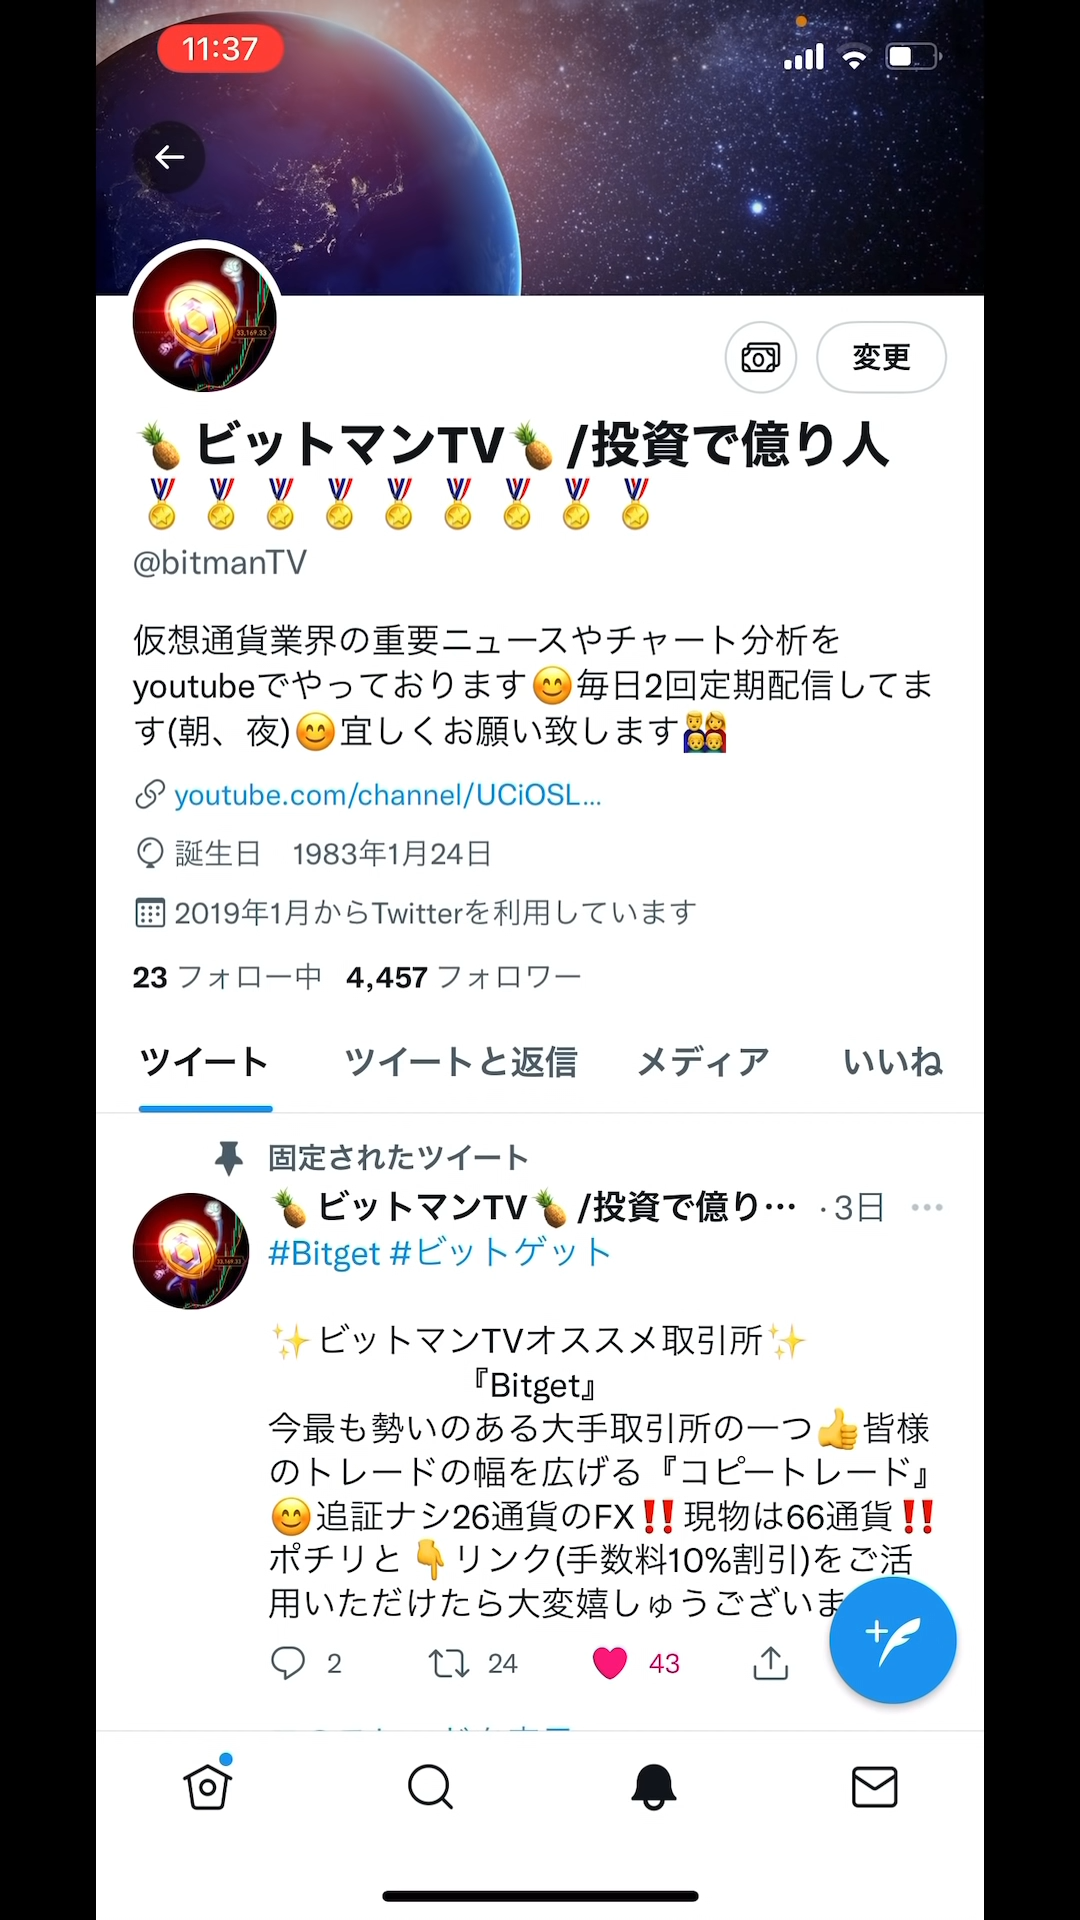 11:37
33,169.33
変更
🍍ビットマンTV🍍/投資で億り人
🏅🏅🏅🏅🏅🏅🏅🏅🏅
@bitmanTV
仮想通貨業界の重要ニュースやチャート分析を
youtubeでやっております😊毎日2回定期配信してま
す(朝、夜)😊宜しくお願い致します👨‍👩‍👧‍👦
youtube.com/channel/UCiOSL...
誕生日 1983年1月24日
2019年1月からTwitterを利用しています
23 フォロー中 4,457 フォロワー
ツイート ツイートと返信 メディア いいね
固定されたツイート
🍍ビットマンTV🍍/投資で億り… ・3日
#Bitget #ビットゲット
✨ビットマンTVオススメ取引所✨
『Bitget』
今最も勢いのある大手取引所の一つ👍皆様
のトレードの幅を広げる『コピートレード』
😊追証ナシ26通貨のFX‼️現物は66通貨‼️
ポチリと👇リンク(手数料10%割引)をご活
用いただけたら大変嬉しゅうございま
2 24 43